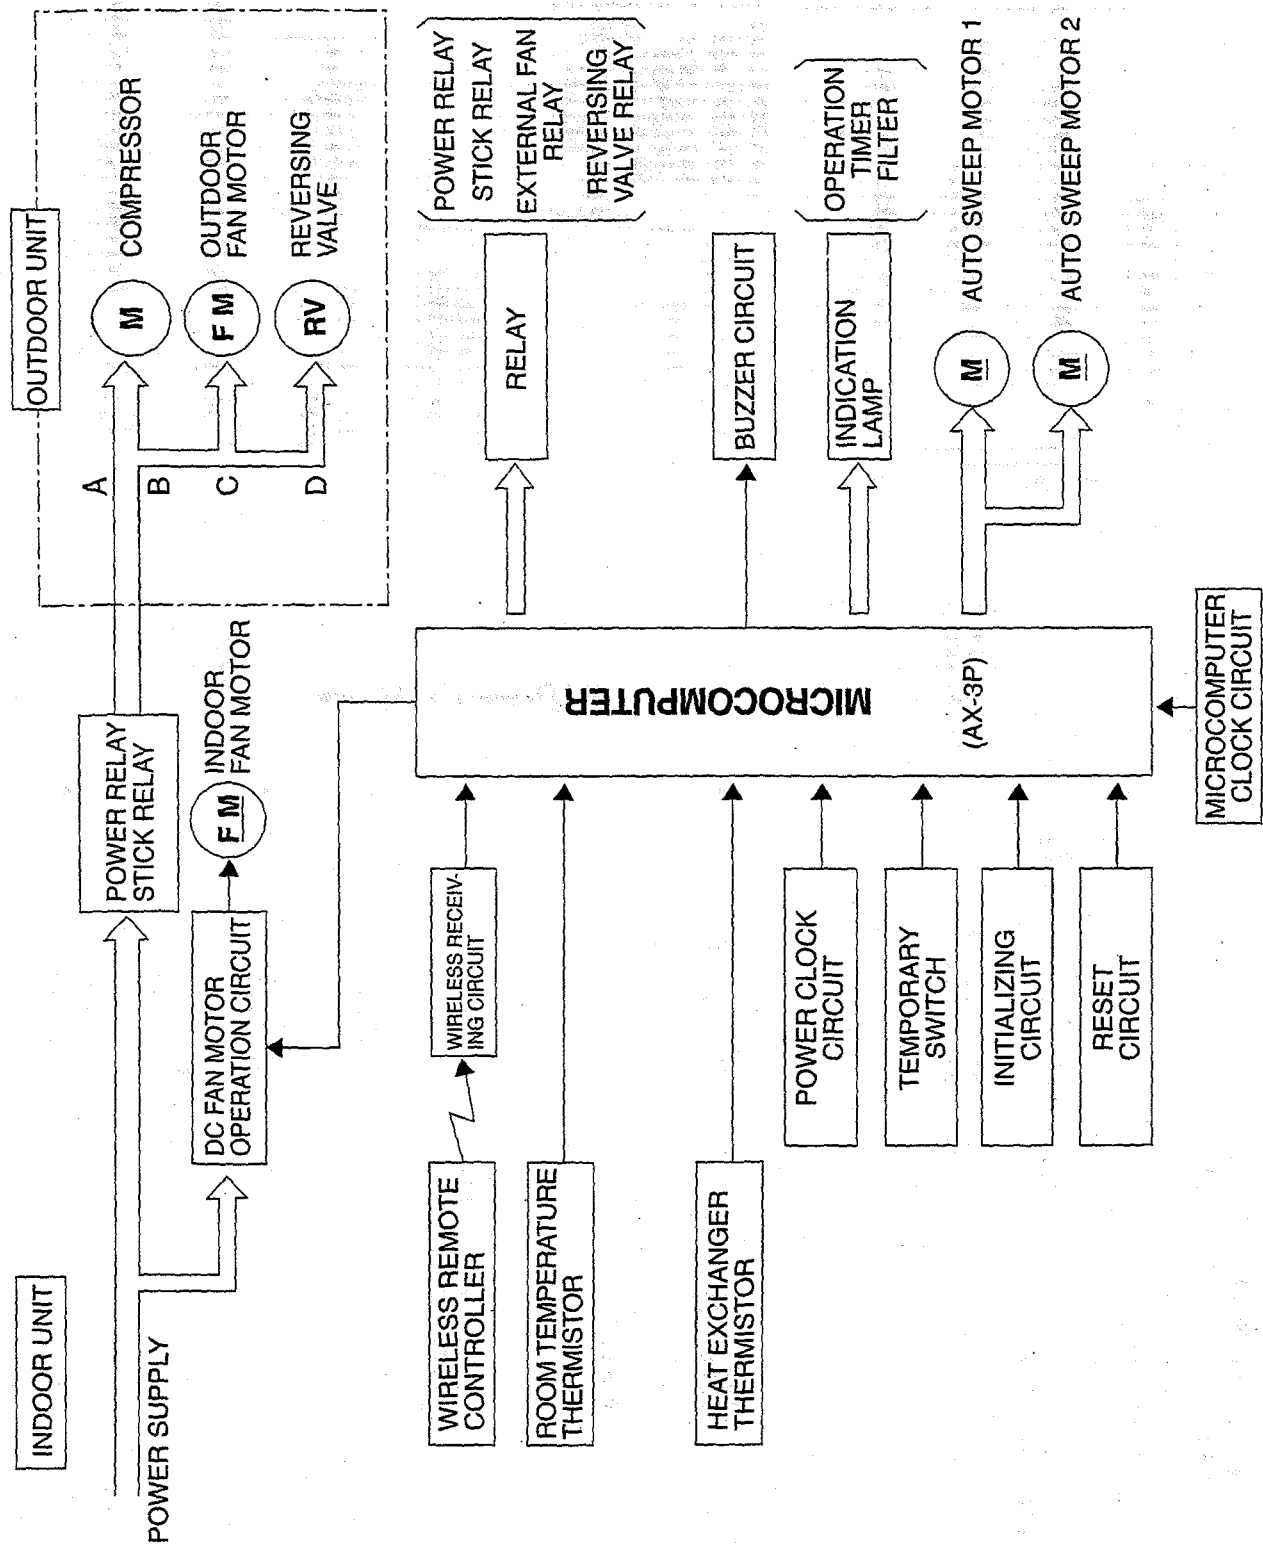 INDOOR UNIT
POWER SUPPLY
POWER RELAY
STICK RELAY
DC FAN MOTOR
OPERATION CIRCUIT
F M
INDOOR
FAN MOTOR
OUTDOOR UNIT
A
B
C
D
M
COMPRESSOR
F M
OUTDOOR
FAN MOTOR
RV
REVERSING
VALVE
WIRELESS REMOTE
CONTROLLER
WIRELESS RECEIV-
ING CIRCUIT
ROOM TEMPERATURE
THERMISTOR
HEAT EXCHANGER
THERMISTOR
POWER CLOCK
CIRCUIT
TEMPORARY
SWITCH
INITIALIZING
CIRCUIT
RESET
CIRCUIT
MICROCOMPUTER
(AX-3P)
MICROCOMPUTER
CLOCK CIRCUIT
RELAY
POWER RELAY
STICK RELAY
EXTERNAL FAN
RELAY
REVERSING
VALVE RELAY
BUZZER CIRCUIT
INDICATION
LAMP
OPERATION
TIMER
FILTER
M
AUTO SWEEP MOTOR 1
M
AUTO SWEEP MOTOR 2